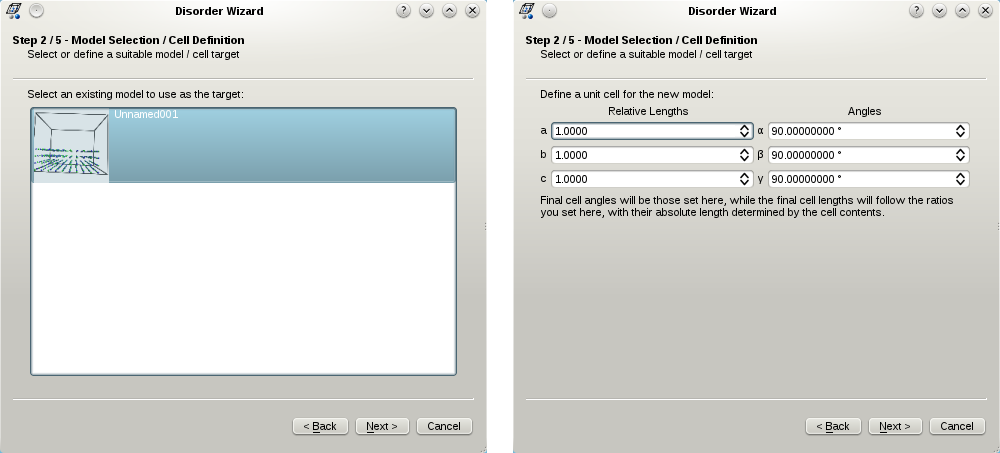 Disorder Wizard
Step 2 / 5 - Model Selection / Cell Definition
Select or define a suitable model / cell target
Select an existing model to use as the target:
Unnamed001
< Back Next > Cancel
Disorder Wizard
Step 2 / 5 - Model Selection / Cell Definition
Select or define a suitable model / cell target
Define a unit cell for the new model:
Relative Lengths Angles
a 1.0000 α 90.00000000 °
b 1.0000 β 90.00000000 °
c 1.0000 γ 90.00000000 °
Final cell angles will be those set here, while the final cell lengths will follow the ratios
you set here, with their absolute length determined by the cell contents.
< Back Next > Cancel